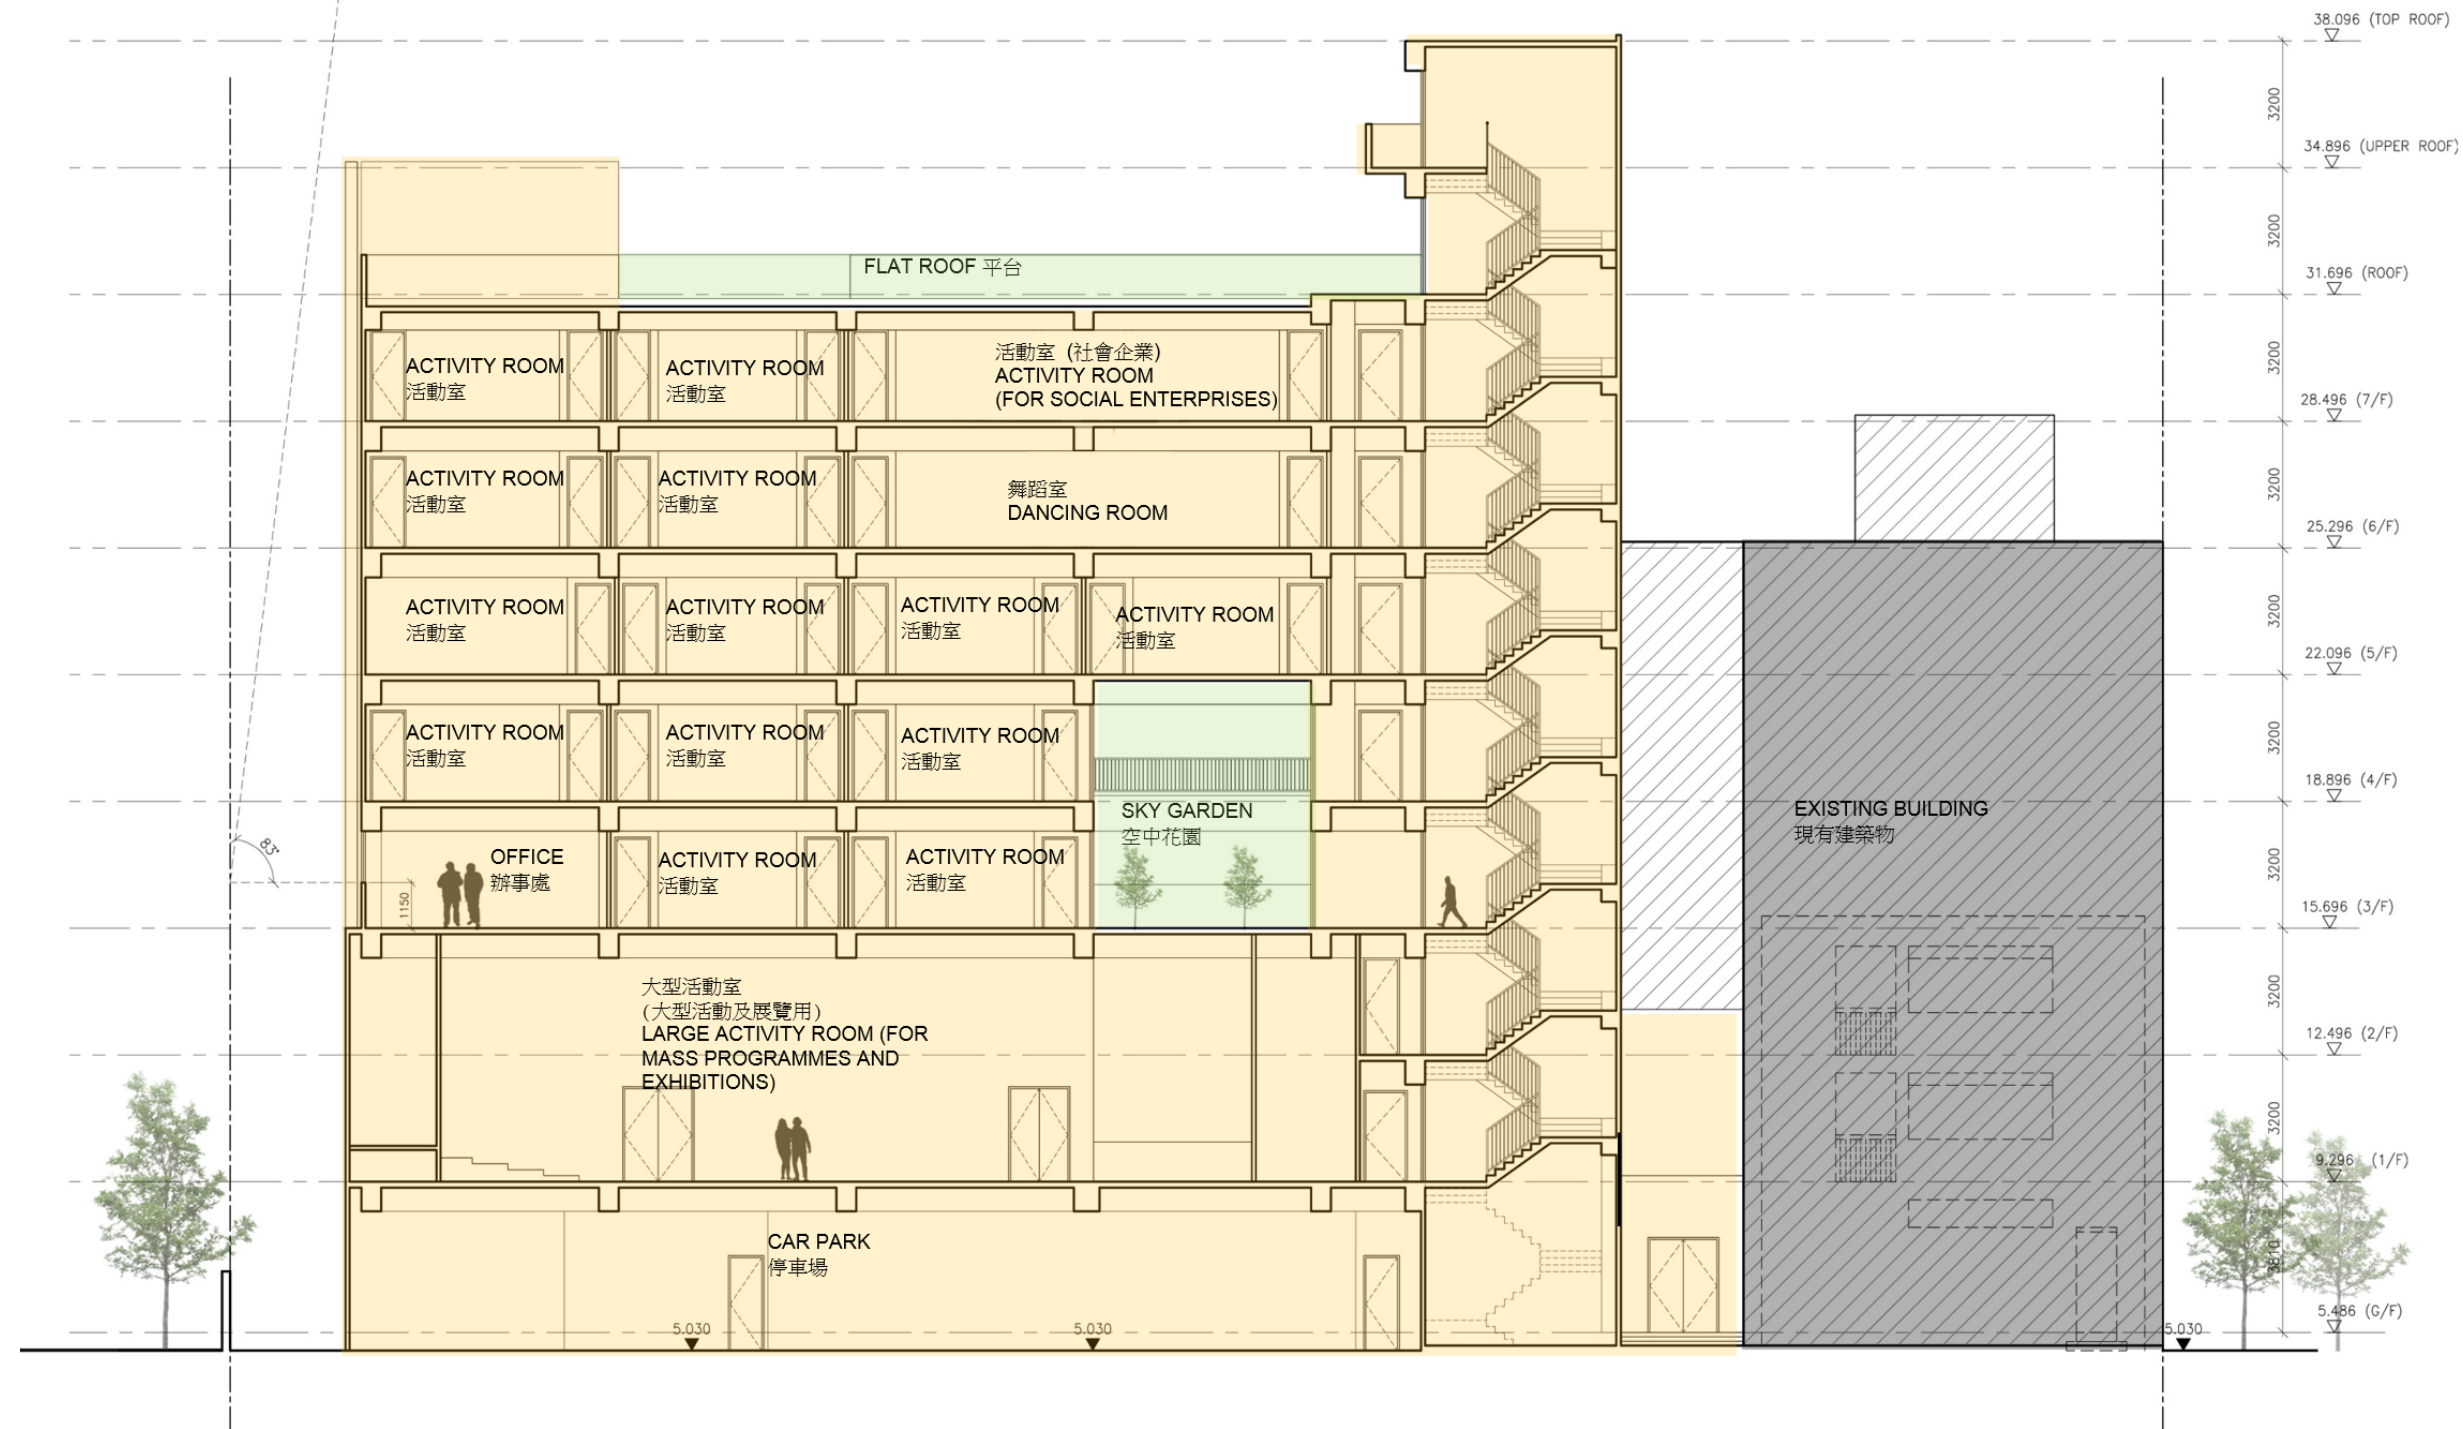 38.096 (TOP ROOF)
3200
34.896 (UPPER ROOF)
3200
FLAT ROOF 平台
31.696 (ROOF)
3200
ACTIVITY ROOM
活動室
ACTIVITY ROOM
活動室
活動室 (社會企業)
ACTIVITY ROOM
(FOR SOCIAL ENTERPRISES)
28.496 (7/F)
3200
ACTIVITY ROOM
活動室
ACTIVITY ROOM
活動室
舞蹈室
DANCING ROOM
25.296 (6/F)
3200
ACTIVITY ROOM
活動室
ACTIVITY ROOM
活動室
ACTIVITY ROOM
活動室
ACTIVITY ROOM
活動室
22.096 (5/F)
3200
ACTIVITY ROOM
活動室
ACTIVITY ROOM
活動室
ACTIVITY ROOM
活動室
18.896 (4/F)
SKY GARDEN
空中花園
EXISTING BUILDING
現有建築物
83°
3200
OFFICE
辦事處
ACTIVITY ROOM
活動室
ACTIVITY ROOM
活動室
1150
15.696 (3/F)
3200
大型活動室
(大型活動及展覽用)
LARGE ACTIVITY ROOM (FOR
MASS PROGRAMMES AND
EXHIBITIONS)
12.496 (2/F)
3200
9.296 (1/F)
CAR PARK
停車場
3810
5.486 (G/F)
5.030
5.030
5.030